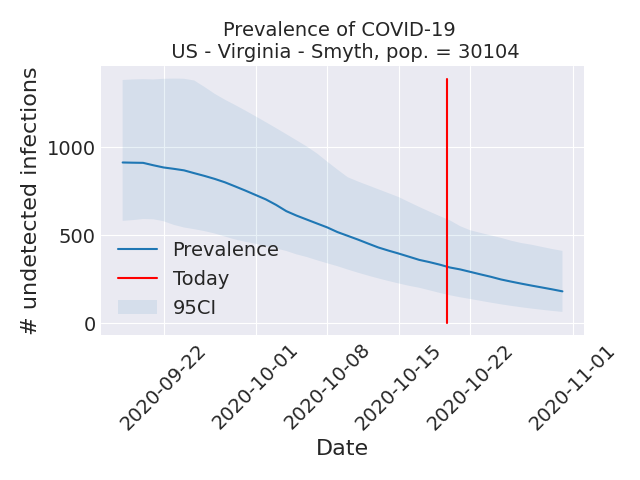 Prevalence of COVID-19
US - Virginia - Smyth, pop. = 30104
# undetected infections
1000
500
0
Prevalence
Today
95CI
2020-09-22
2020-10-01
2020-10-08
2020-10-15
2020-10-22
2020-11-01
Date